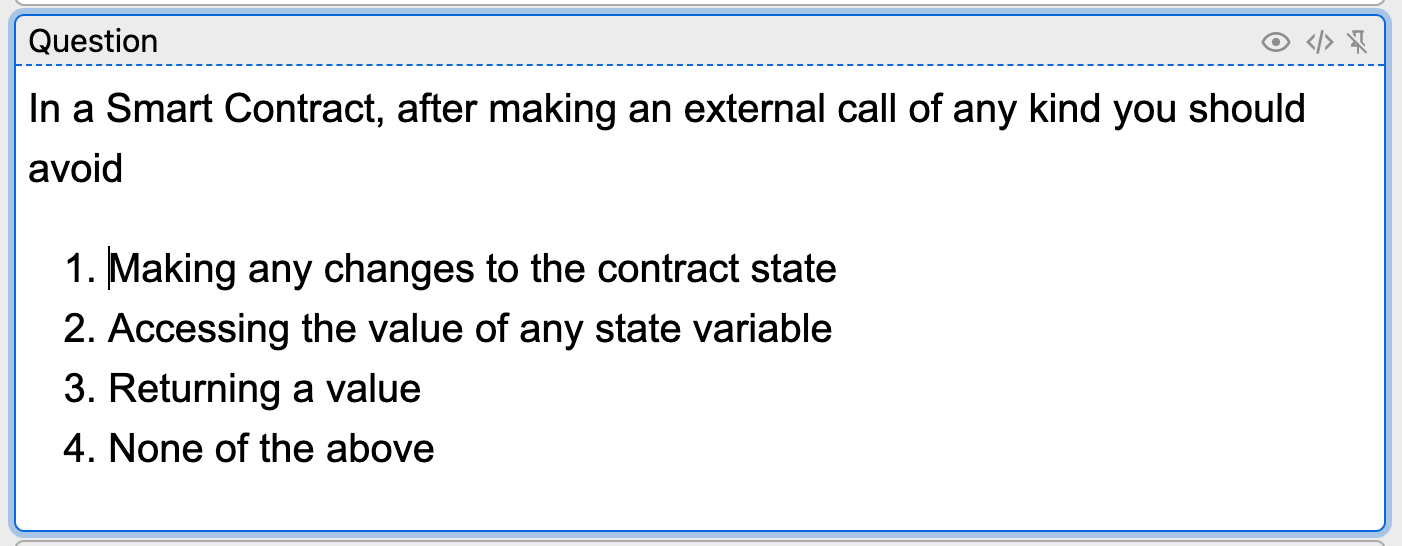 Question
In a Smart Contract, after making an external call of any kind you should
avoid
1. Making any changes to the contract state
2. Accessing the value of any state variable
3. Returning a value
4. None of the above